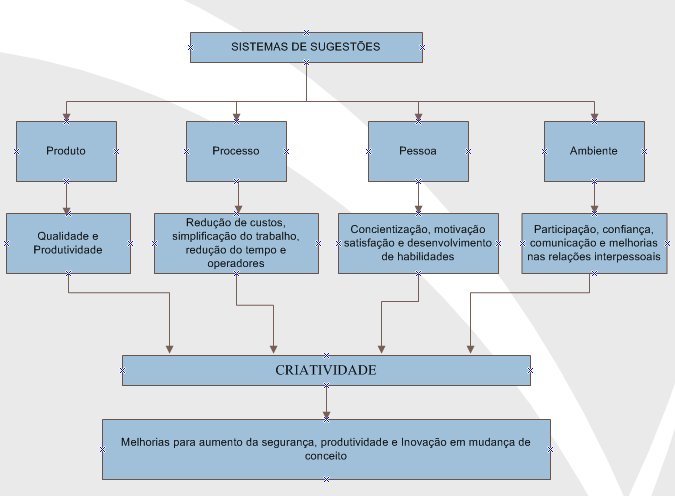 SISTEMAS DE SUGESTÕES
Produto
Processo
Pessoa
Ambiente
Qualidade e
Produtividade
Redução de custos,
simplificação do trabalho,
redução do tempo e
operadores
Concientização, motivação
satisfação e desenvolvimento
de habilidades
Participação, confiança,
comunicação e melhorias
nas relações interpessoais
CRIATIVIDADE
Melhorias para aumento da segurança, produtividade e Inovação em mudança de
conceito